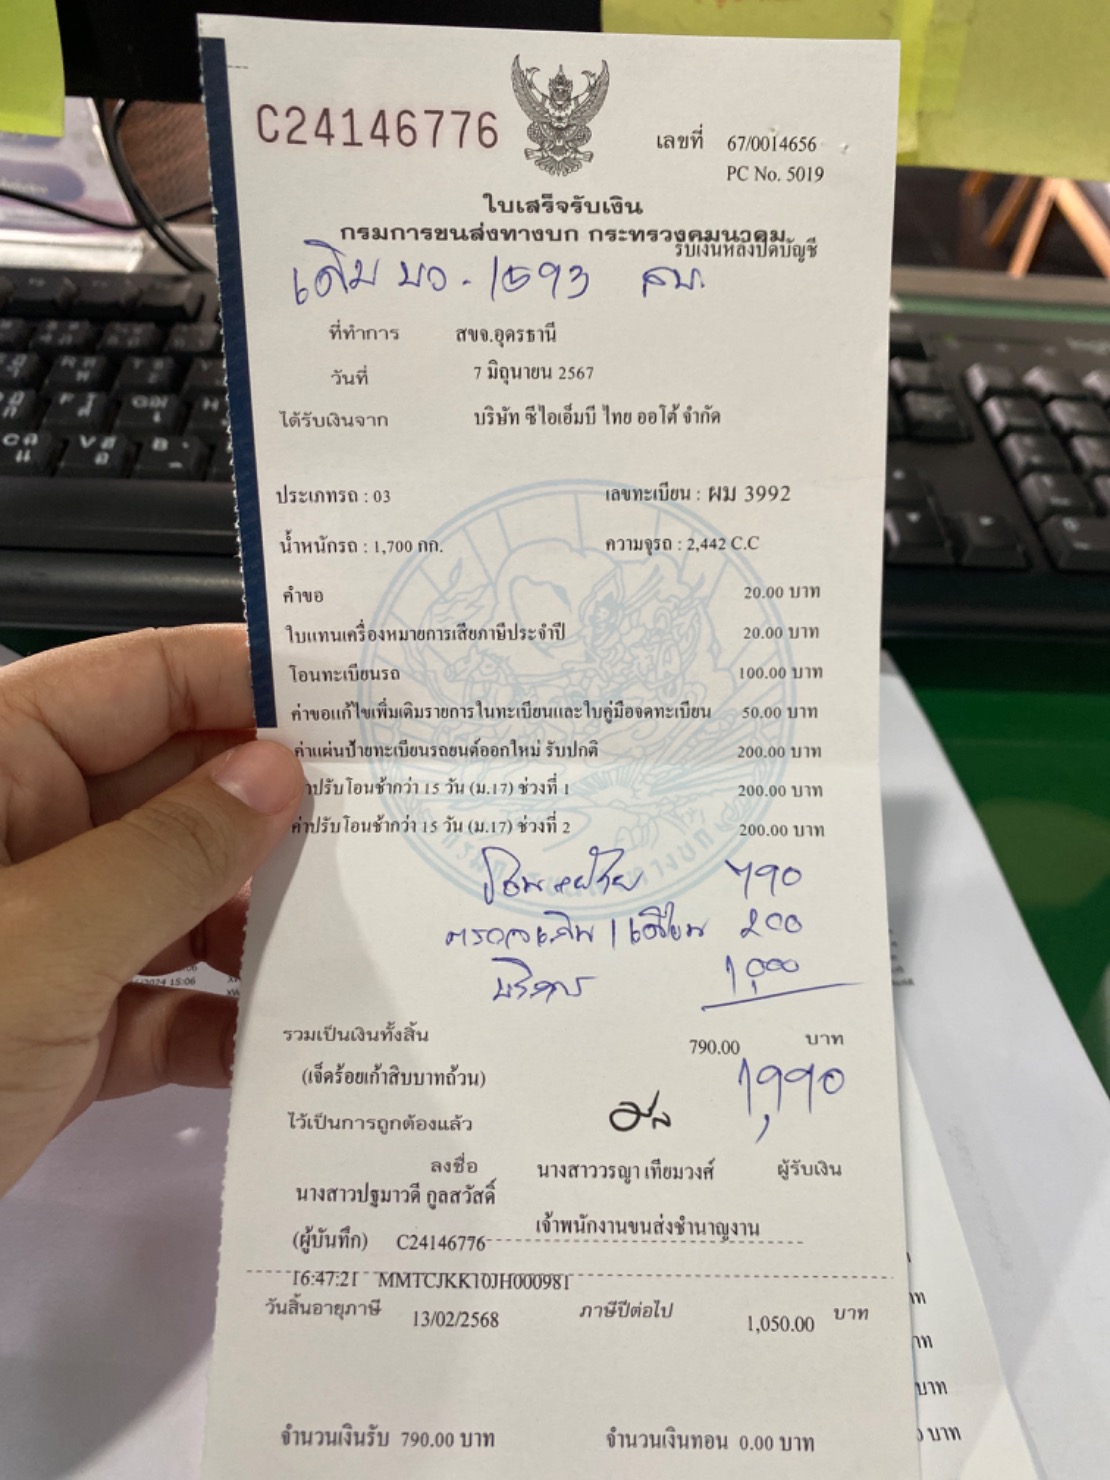 C24146776
เลขที่ 67/0014656
PC No. 5019
ใบเสร็จรับเงิน
กรมการขนส่งทางบก กระทรวงคมนาคม
รับเงินหลังปิดบัญชี
เดิม บว-1593 สบ.
ที่ทำการ สขจ.อุดรธานี
วันที่ 7 มิถุนายน 2567
ได้รับเงินจาก บริษัท ซีไอเอ็มบี ไทย ออโต้ จำกัด
ประเภทรถ : 03 เลขทะเบียน : ผม 3992
น้ำหนักรถ : 1,700 กก. ความจุรถ : 2,442 C.C
คำขอ 20.00 บาท
ใบแทนเครื่องหมายการเสียภาษีประจำปี 20.00 บาท
โอนทะเบียนรถ 100.00 บาท
ค่าขอแก้ไขเพิ่มเติมรายการในทะเบียนและใบคู่มือจดทะเบียน 50.00 บาท
ค่าแผ่นป้ายทะเบียนรถยนต์ออกใหม่ รับปกติ 200.00 บาท
าปรับโอนช้ากว่า 15 วัน (ม.17) ช่วงที่ 1 200.00 บาท
ค่าปรับโอนช้ากว่า 15 วัน (ม.17) ช่วงที่ 2 200.00 บาท
790
200
บริการ 1,000
รวมเป็นเงินทั้งสิ้น 790.00 บาท
(เจ็ดร้อยเก้าสิบบาทถ้วน) 1,990
ไว้เป็นการถูกต้องแล้ว
ลงชื่อ นางสาววรญา เทียมวงศ์ ผู้รับเงิน
นางสาวปฐมาวดี กูลสวัสดิ์
เจ้าพนักงานขนส่งชำนาญงาน
(ผู้บันทึก) C24146776
16:47:21 MMTCJKK10JH000981
วันสิ้นอายุภาษี 13/02/2568 ภาษีปีต่อไป 1,050.00 บาท
จำนวนเงินรับ 790.00 บาท จำนวนเงินทอน 0.00 บาท